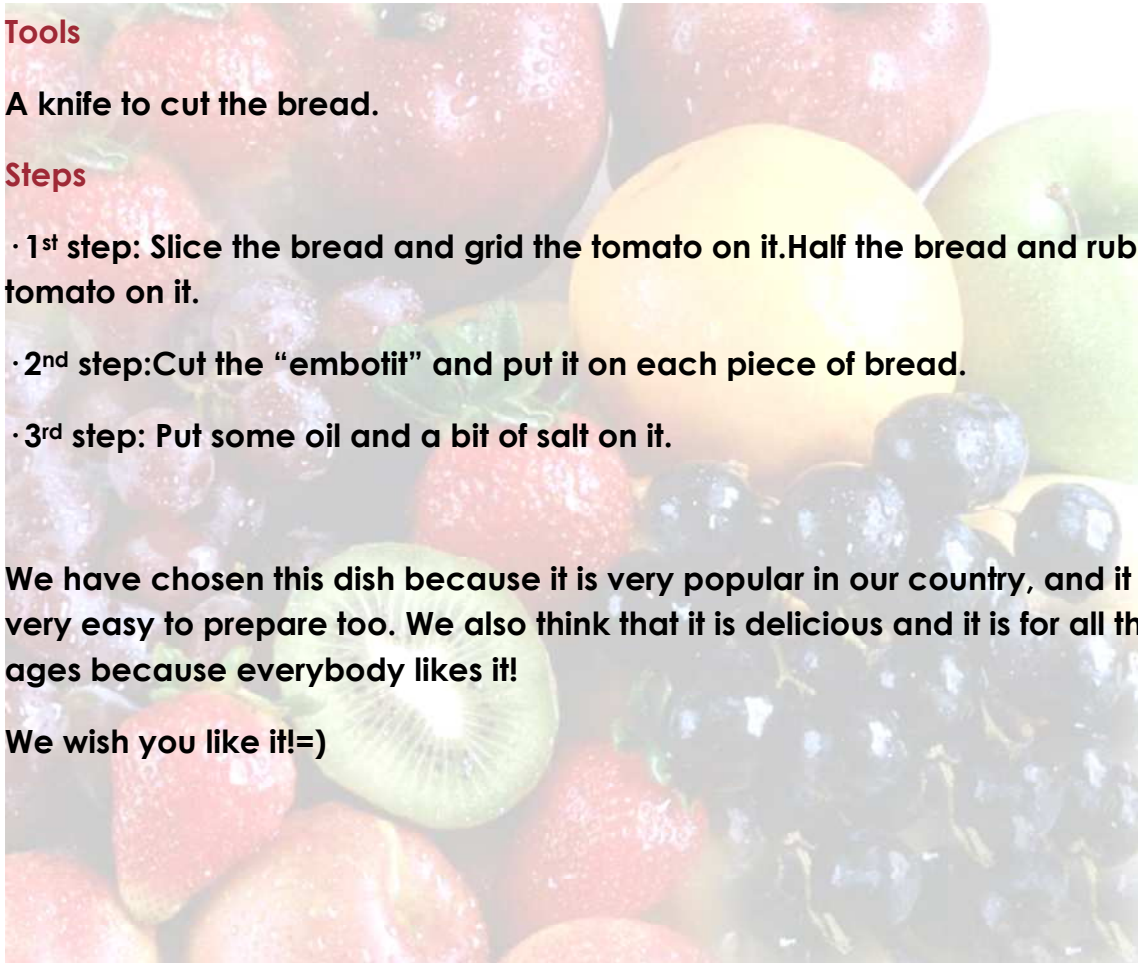 Tools
A knife to cut the bread.
Steps
· 1st step: Slice the bread and grid the tomato on it.Half the bread and rub
tomato on it.
· 2nd step:Cut the “embotit” and put it on each piece of bread.
· 3rd step: Put some oil and a bit of salt on it.
We have chosen this dish because it is very popular in our country, and it
very easy to prepare too. We also think that it is delicious and it is for all th
ages because everybody likes it!
We wish you like it!=)